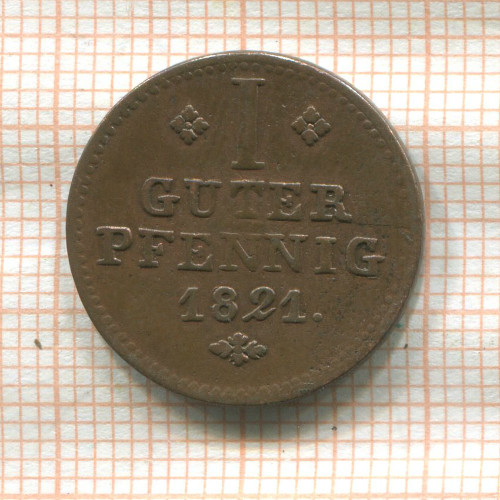 I
GUTER
PFENNIG
1821.